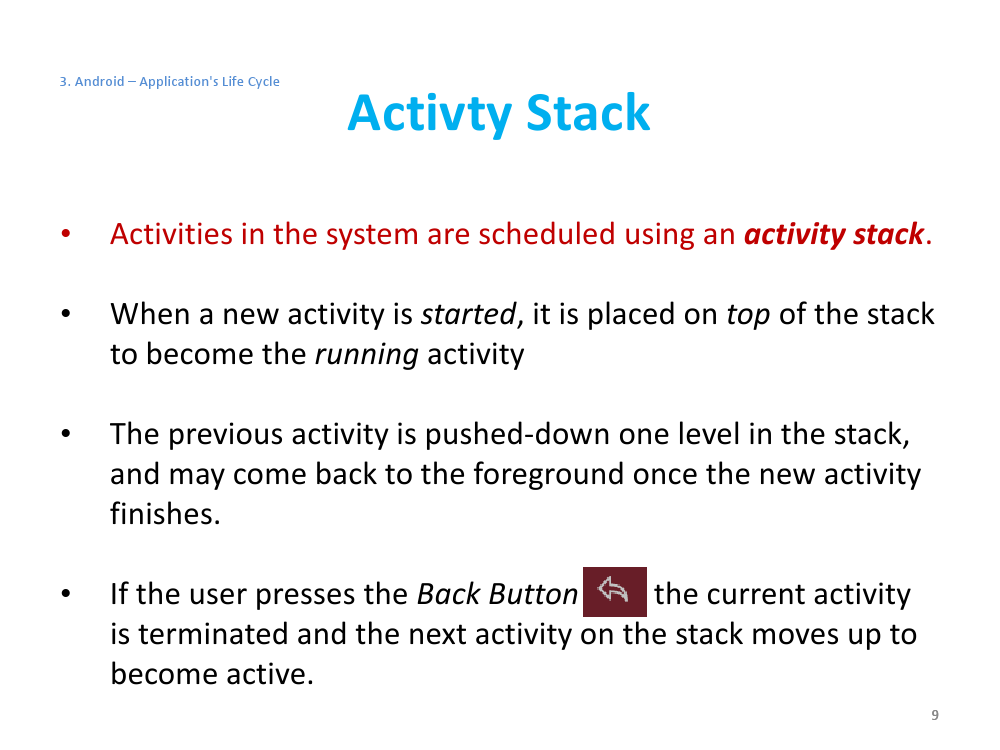 3. Android – Application's Life Cycle
Activty Stack
• Activities in the system are scheduled using an activity stack.
• When a new activity is started, it is placed on top of the stack
to become the running activity
• The previous activity is pushed-down one level in the stack,
and may come back to the foreground once the new activity
finishes.
• If the user presses the Back Button the current activity
is terminated and the next activity on the stack moves up to
become active.
9